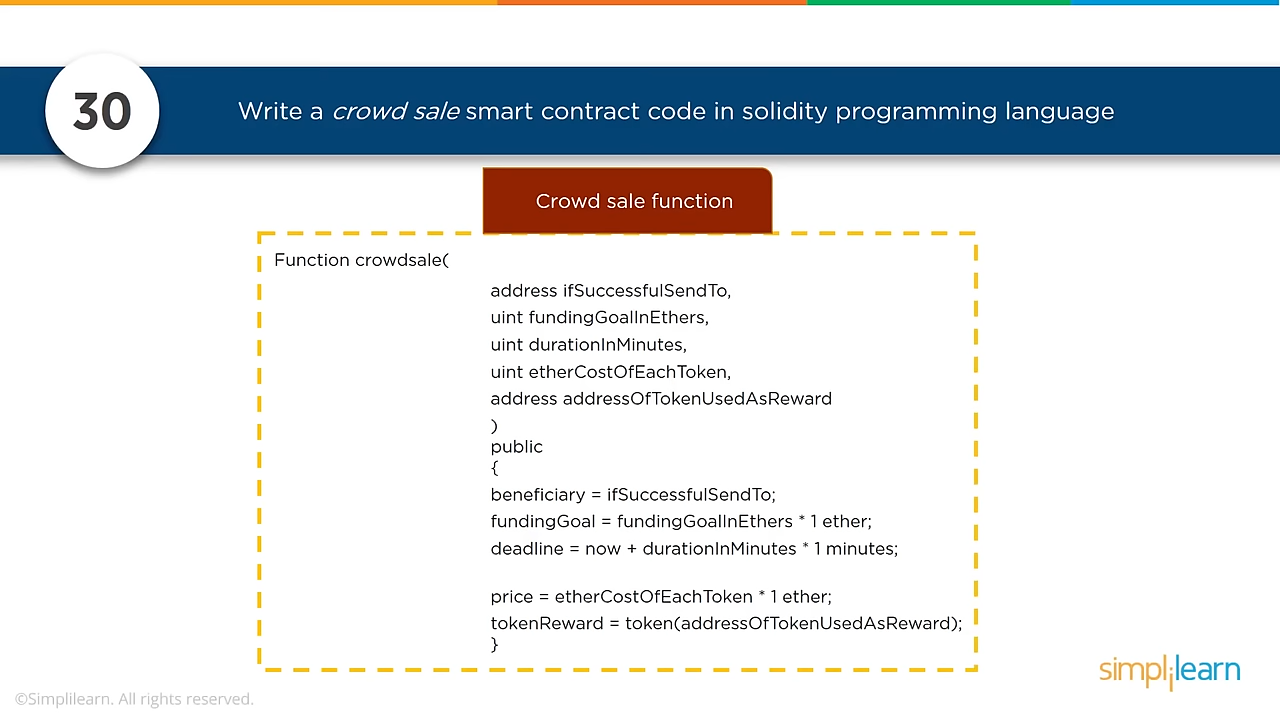 30
Write a crowd sale smart contract code in solidity programming language
Crowd sale function
Function crowdsale(
address ifSuccessfulSendTo,
uint fundingGoalInEthers,
uint durationInMinutes,
uint etherCostOfEachToken,
address addressOfTokenUsedAsReward
)
public
{
beneficiary = ifSuccessfulSendTo;
fundingGoal = fundingGoalInEthers * 1 ether;
deadline = now + durationInMinutes * 1 minutes;
price = etherCostOfEachToken * 1 ether;
tokenReward = token(addressOfTokenUsedAsReward);
}
simplilearn
©Simplilearn. All rights reserved.